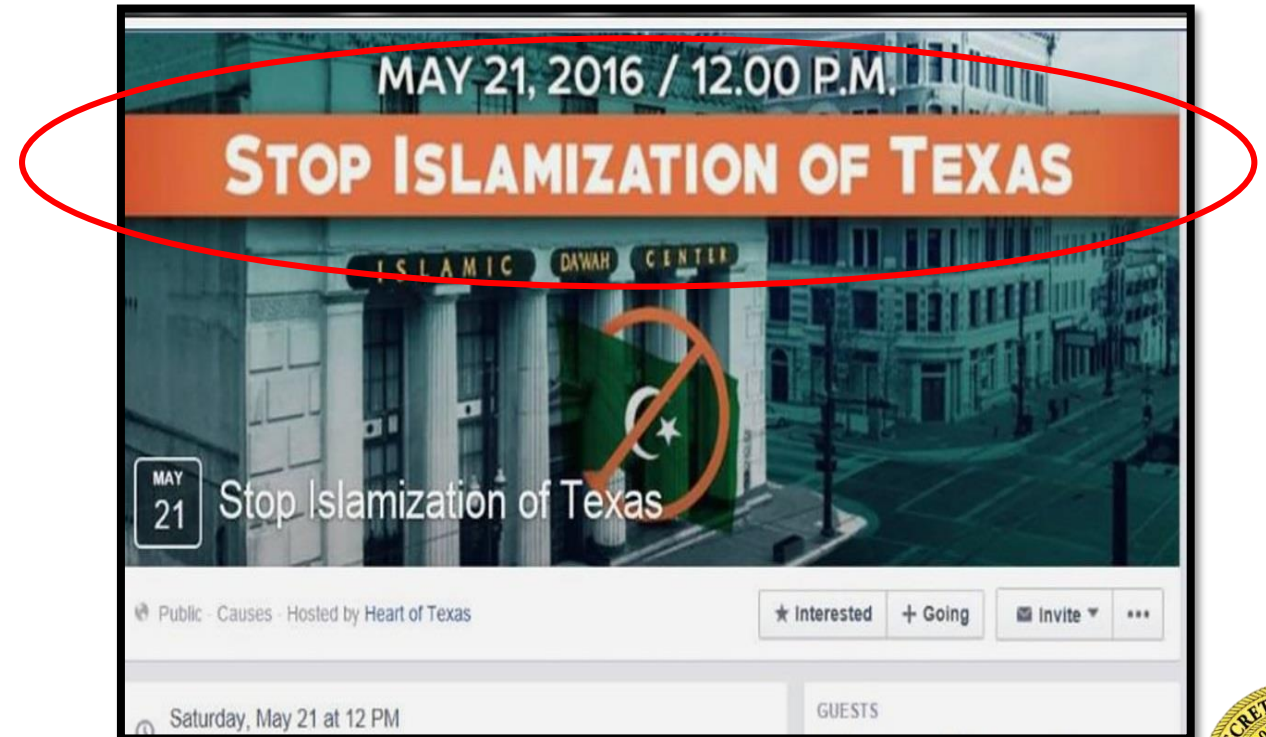 MAY 21, 2016 / 12.00 P.M.
STOP ISLAMIZATION OF TEXAS
ISLAMIC DA'WAH CENTER
MAY
21
Stop Islamization of Texas
Public · Causes · Hosted by Heart of Texas
Interested
+ Going
Invite
Saturday, May 21 at 12 PM
GUESTS